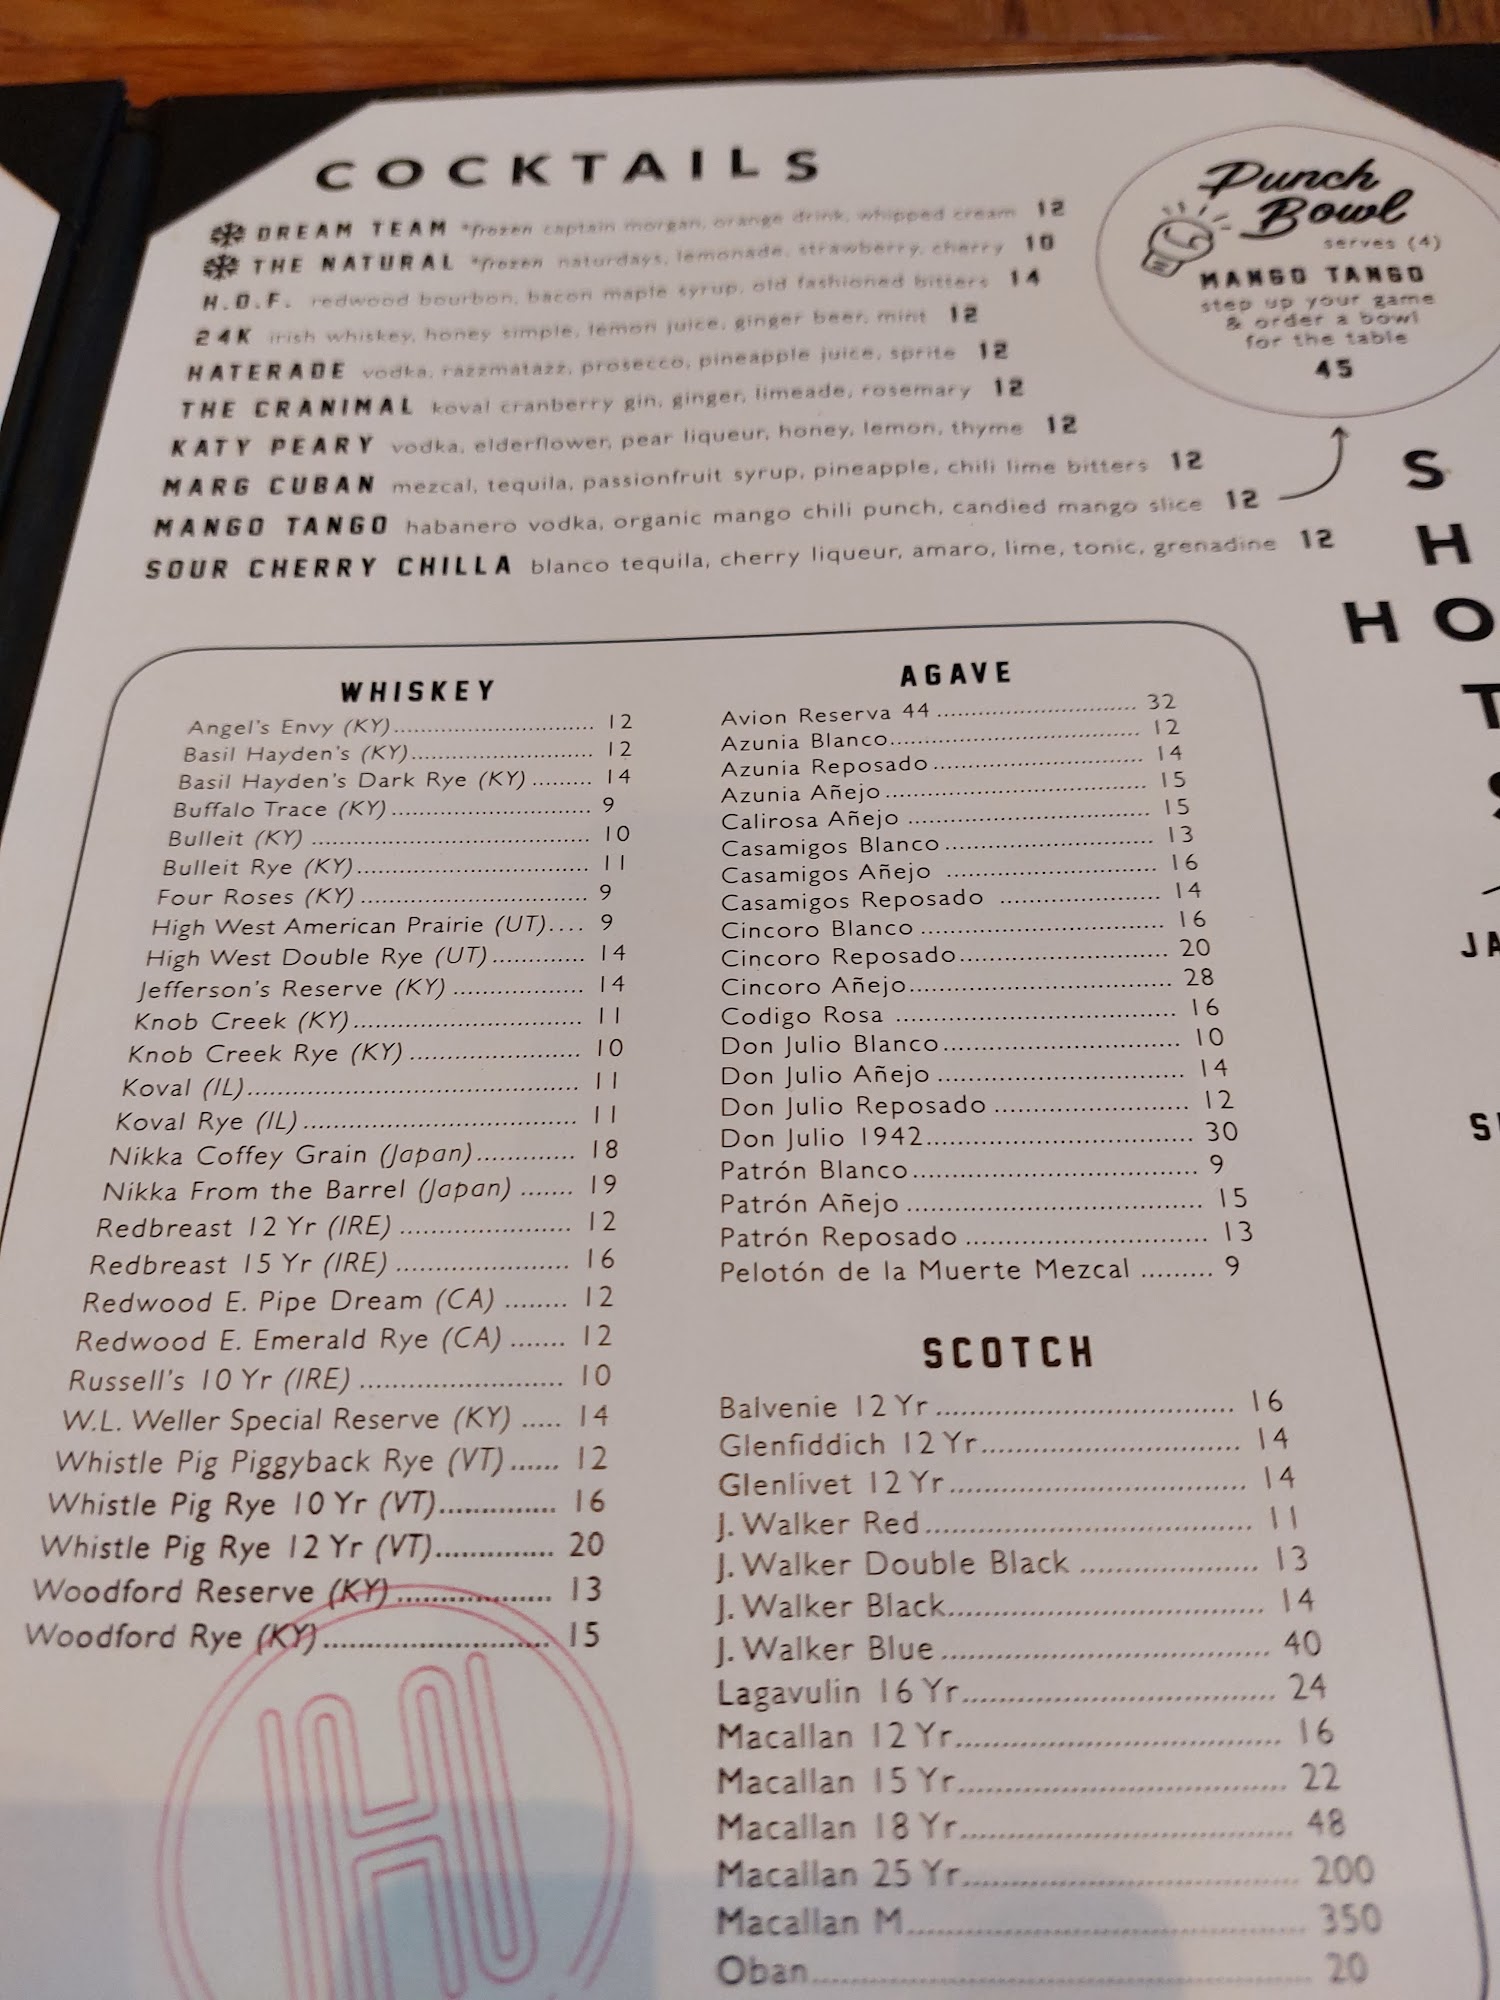 COCKTAILS
DREAM TEAM *frozen captain morgan, orange drink, whipped cream 12
THE NATURAL *frozen naturdays, lemonade, strawberry, cherry 10
H.O.F. redwood bourbon, bacon maple syrup, old fashioned bitters 14
24K irish whiskey, honey simple, lemon juice, ginger beer, mint 12
HATERADE vodka, razzmatazz, prosecco, pineapple juice, sprite 12
THE CRANIMAL koval cranberry gin, ginger, limeade, rosemary 12
KATY PEARY vodka, elderflower, pear liqueur, honey, lemon, thyme 12
MARG CUBAN mezcal, tequila, passionfruit syrup, pineapple, chili lime bitters 12
MANGO TANGO habanero vodka, organic mango chili punch, candied mango slice 12
SOUR CHERRY CHILLA blanco tequila, cherry liqueur, amaro, lime, tonic, grenadine 12
Punch
Bowl
serves (4)
MANGO TANGO
step up your game
& order a bowl
for the table
45
WHISKEY
Angel's Envy (KY)............................. 12
Basil Hayden's (KY).......................... 12
Basil Hayden's Dark Rye (KY)......... 14
Buffalo Trace (KY)............................. 9
Bulleit (KY) ........................................ 10
Bulleit Rye (KY)................................. 11
Four Roses (KY)................................ 9
High West American Prairie (UT).... 9
High West Double Rye (UT)............. 14
Jefferson's Reserve (KY) .................. 14
Knob Creek (KY)............................... 11
Knob Creek Rye (KY)....................... 10
Koval (IL)............................................ 11
Koval Rye (IL).................................... 11
Nikka Coffey Grain (Japan)............. 18
Nikka From the Barrel (Japan) ....... 19
Redbreast 12 Yr (IRE) ...................... 12
Redbreast 15 Yr (IRE) ...................... 16
Redwood E. Pipe Dream (CA) ........ 12
Redwood E. Emerald Rye (CA)....... 12
Russell's 10 Yr (IRE) ......................... 10
W.L. Weller Special Reserve (KY) ..... 14
Whistle Pig Piggyback Rye (VT)...... 12
Whistle Pig Rye 10 Yr (VT).............. 16
Whistle Pig Rye 12 Yr (VT).............. 20
Woodford Reserve (KY).................. 13
Woodford Rye (KY).......................... 15
AGAVE
Avion Reserva 44 ............................. 32
Azunia Blanco.................................... 12
Azunia Reposado.............................. 14
Azunia Añejo..................................... 15
Calirosa Añejo .................................. 15
Casamigos Blanco............................. 13
Casamigos Añejo ............................. 16
Casamigos Reposado ...................... 14
Cincoro Blanco ................................. 16
Cincoro Reposado............................ 20
Cincoro Añejo................................... 28
Codigo Rosa ..................................... 16
Don Julio Blanco............................... 10
Don Julio Añejo ................................ 14
Don Julio Reposado ......................... 12
Don Julio 1942.................................. 30
Patrón Blanco.................................... 9
Patrón Añejo ..................................... 15
Patrón Reposado .............................. 13
Pelotón de la Muerte Mezcal ......... 9
SCOTCH
Balvenie 12 Yr................................... 16
Glenfiddich 12 Yr.............................. 14
Glenlivet 12 Yr.................................. 14
J. Walker Red.................................... 11
J. Walker Double Black ................... 13
J. Walker Black.................................. 14
J. Walker Blue ................................... 40
Lagavulin 16 Yr.................................. 24
Macallan 12 Yr................................... 16
Macallan 15 Yr................................... 22
Macallan 18 Yr................................... 48
Macallan 25 Yr................................... 200
Macallan M......................................... 350
Oban.................................................... 20
S
H
H O
T
S
JA
H